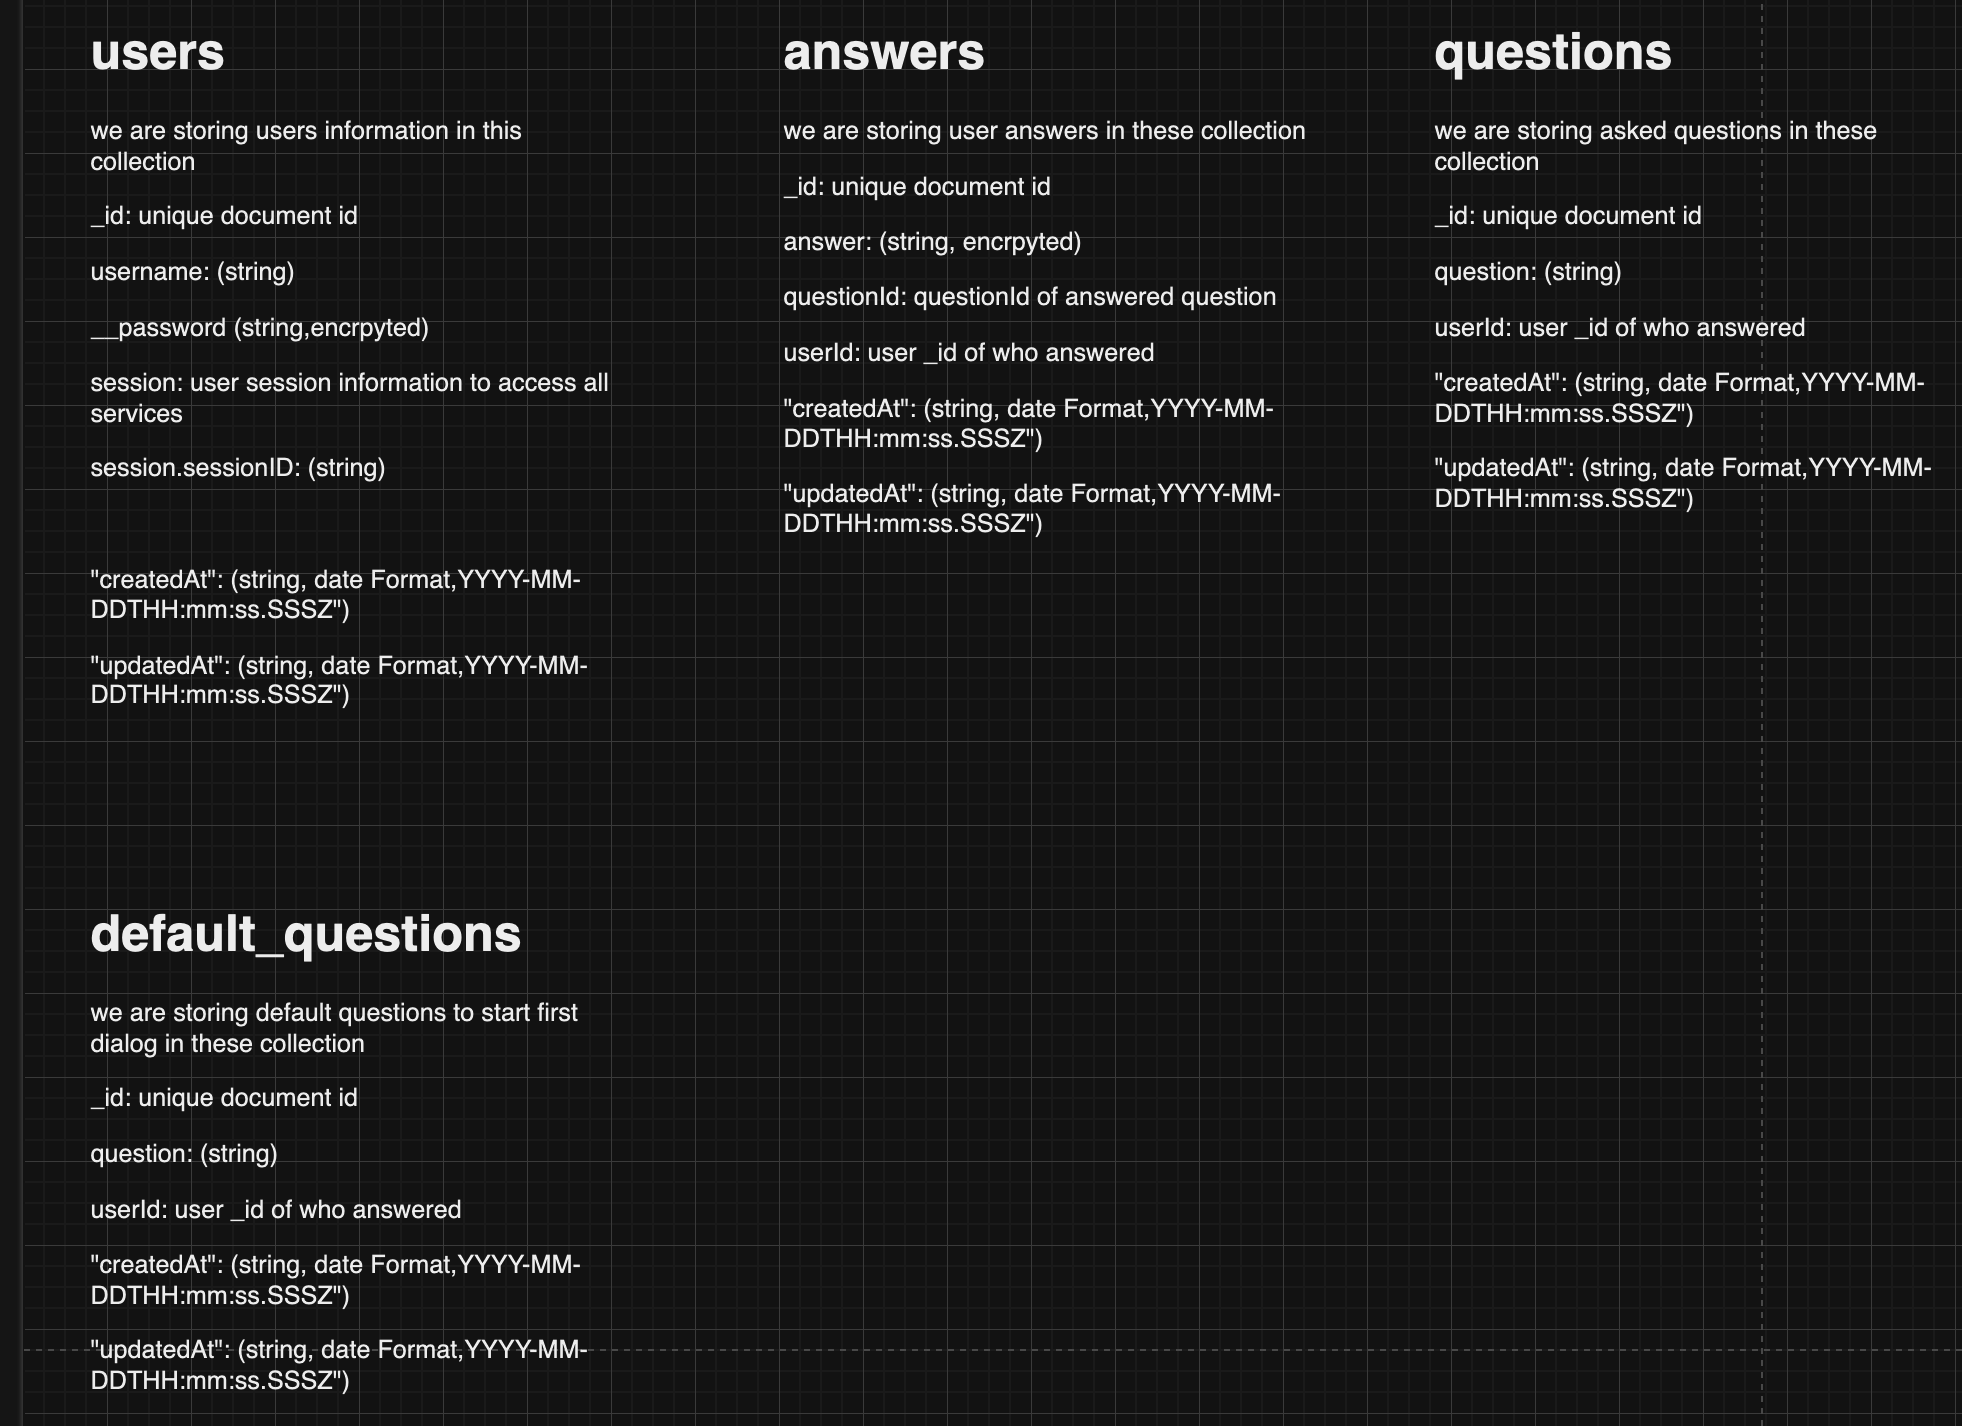 users
we are storing users information in this
collection
_id: unique document id
username: (string)
__password (string,encrpyted)
session: user session information to access all
services
session.sessionID: (string)
"createdAt": (string, date Format,YYYY-MM-
DDTHH:mm:ss.SSSZ")
"updatedAt": (string, date Format,YYYY-MM-
DDTHH:mm:ss.SSSZ")
answers
we are storing user answers in these collection
_id: unique document id
answer: (string, encrpyted)
questionId: questionId of answered question
userId: user _id of who answered
"createdAt": (string, date Format,YYYY-MM-
DDTHH:mm:ss.SSSZ")
"updatedAt": (string, date Format,YYYY-MM-
DDTHH:mm:ss.SSSZ")
questions
we are storing asked questions in these
collection
_id: unique document id
question: (string)
userId: user _id of who answered
"createdAt": (string, date Format,YYYY-MM-
DDTHH:mm:ss.SSSZ")
"updatedAt": (string, date Format,YYYY-MM-
DDTHH:mm:ss.SSSZ")
default_questions
we are storing default questions to start first
dialog in these collection
_id: unique document id
question: (string)
userId: user _id of who answered
"createdAt": (string, date Format,YYYY-MM-
DDTHH:mm:ss.SSSZ")
"updatedAt": (string, date Format,YYYY-MM-
DDTHH:mm:ss.SSSZ")